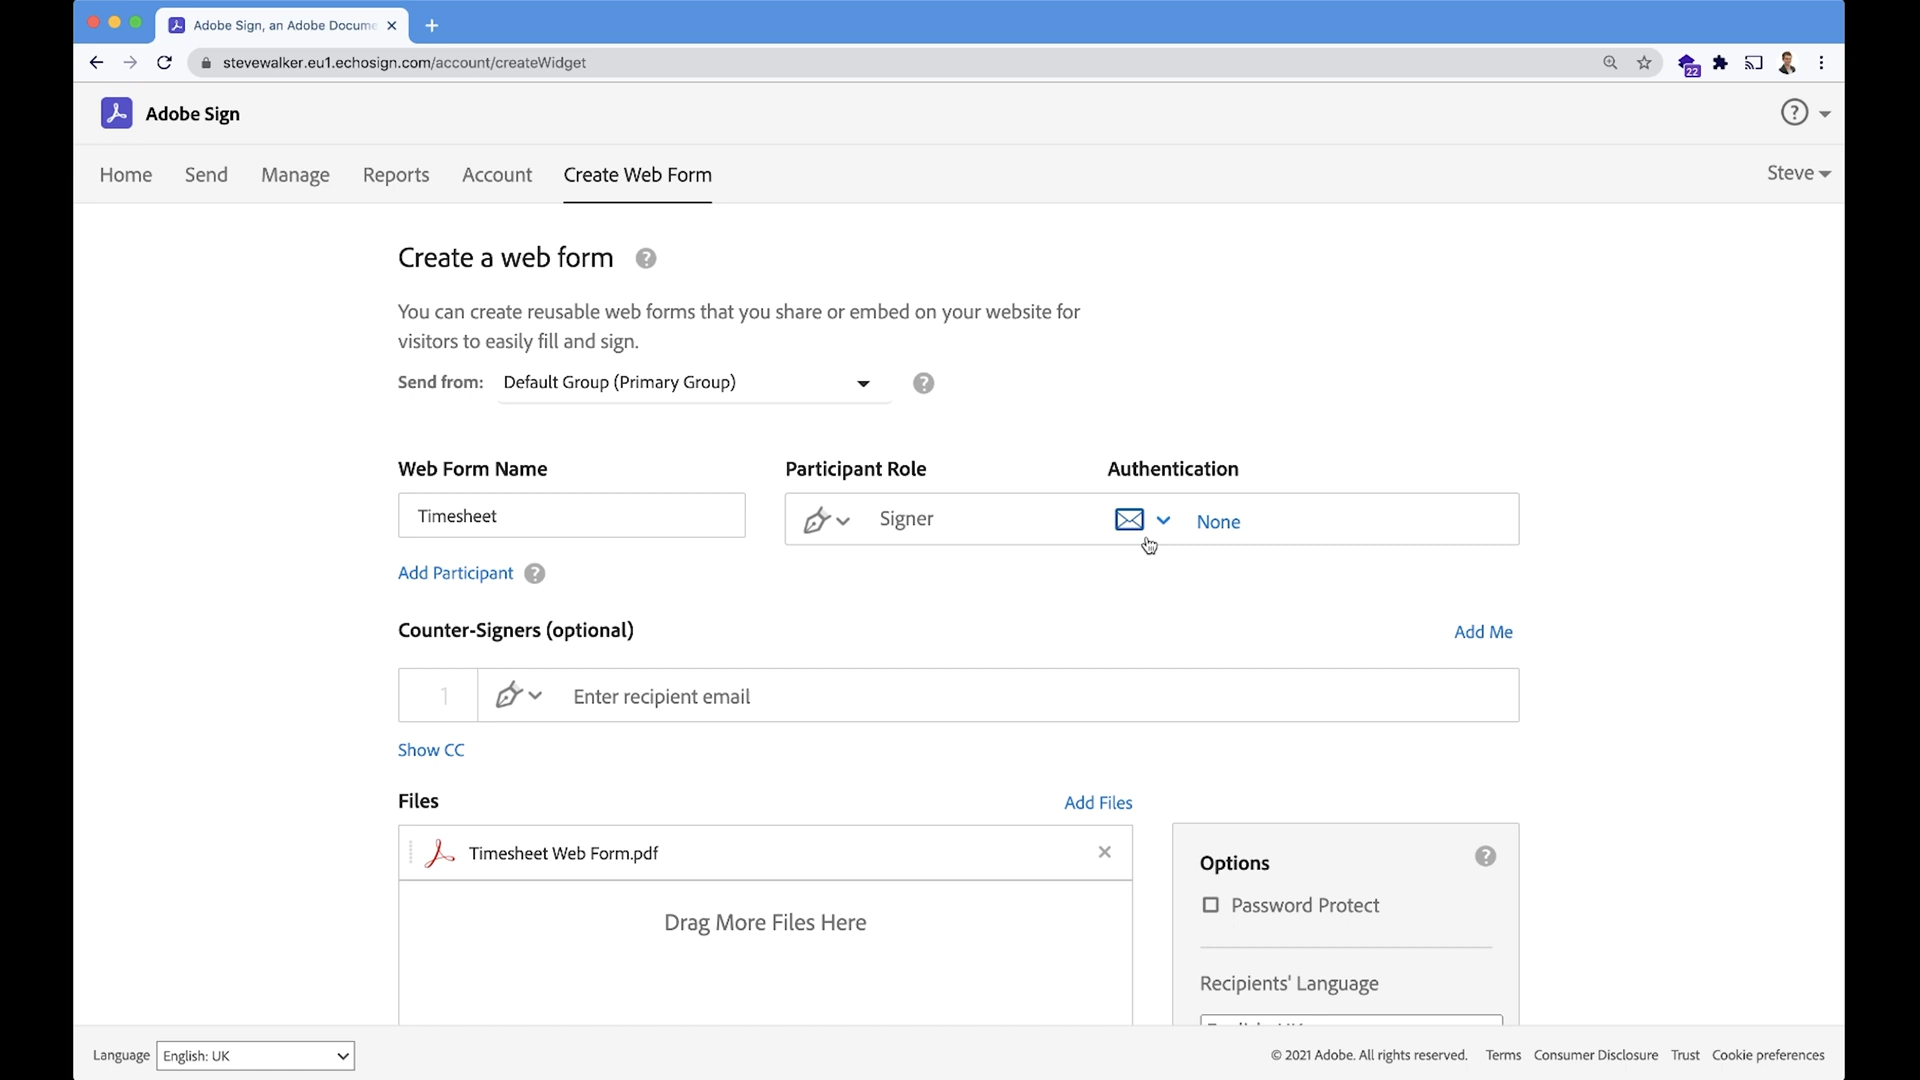 Adobe Sign, an Adobe Docume
stevewalker.eu1.echosign.com/account/createWidget
22
Adobe Sign
Home Send Manage Reports Account Create Web Form Steve
Create a web form
You can create reusable web forms that you share or embed on your website for
visitors to easily fill and sign.
Send from: Default Group (Primary Group)
Web Form Name Participant Role Authentication
Timesheet Signer None
Add Participant
Counter-Signers (optional) Add Me
1 Enter recipient email
Show CC
Files Add Files
Timesheet Web Form.pdf
Drag More Files Here
Options
Password Protect
Recipients' Language
Language English: UK © 2021 Adobe. All rights reserved. Terms Consumer Disclosure Trust Cookie preferences